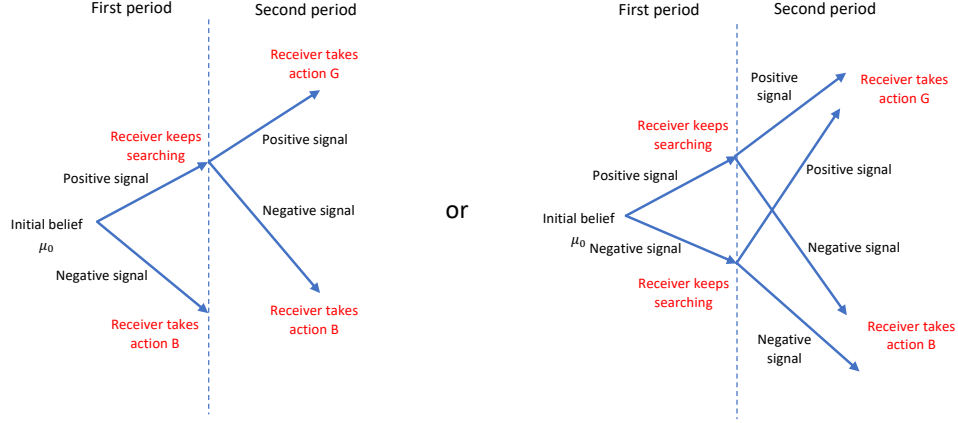 First period
Second period
Receiver takes
action G
Positive signal
Receiver keeps
searching
Positive signal
Initial belief
μ₀
Negative signal
Negative signal
Receiver takes
action B
Receiver takes
action B
or
First period
Second period
Positive
signal
Receiver takes
action G
Receiver keeps
searching
Positive signal
Positive signal
Initial belief
μ₀
Negative signal
Negative signal
Receiver keeps
searching
Receiver takes
action B
Negative
signal